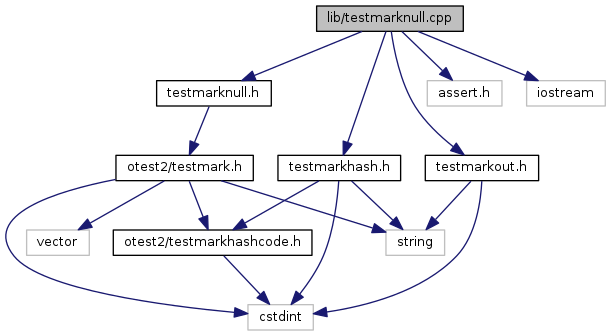 lib/testmarknull.cpp
testmarknull.h
assert.h
iostream
otest2/testmark.h
testmarkhash.h
testmarkout.h
vector
otest2/testmarkhashcode.h
string
cstdint